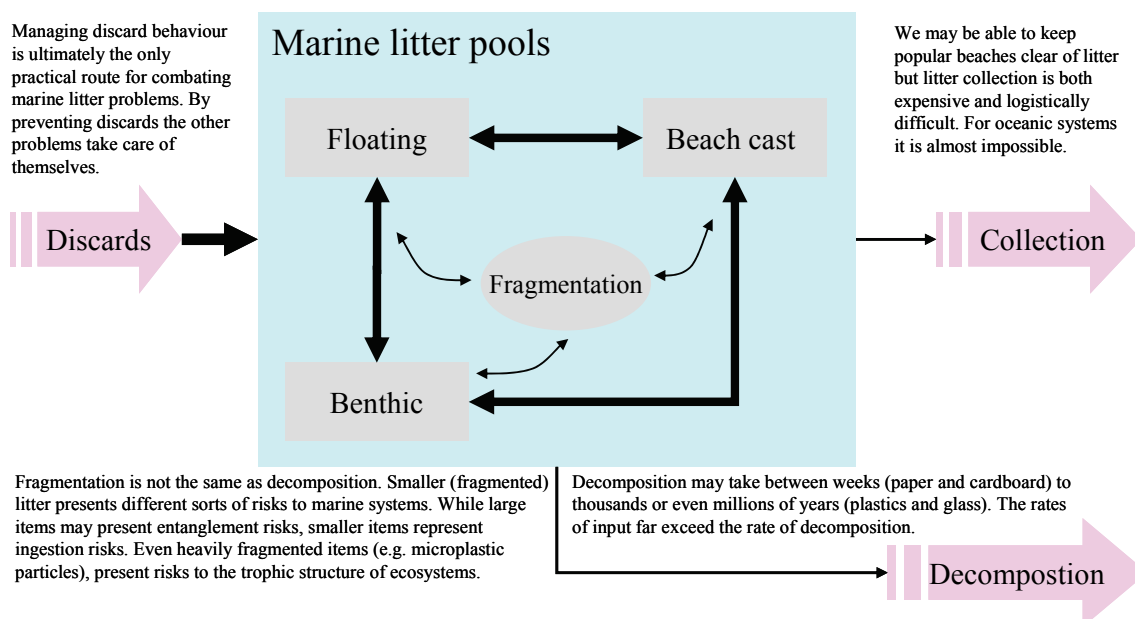 Managing discard behaviour
is ultimately the only
practical route for combating
marine litter problems. By
preventing discards the other
problems take care of
themselves.
Discards
Marine litter pools
Floating
Beach cast
Fragmentation
Benthic
We may be able to keep
popular beaches clear of litter
but litter collection is both
expensive and logistically
difficult. For oceanic systems
it is almost impossible.
Collection
Fragmentation is not the same as decomposition. Smaller (fragmented)
litter presents different sorts of risks to marine systems. While large
items may present entanglement risks, smaller items represent
ingestion risks. Even heavily fragmented items (e.g. microplastic
particles), present risks to the trophic structure of ecosystems.
Decomposition may take between weeks (paper and cardboard) to
thousands or even millions of years (plastics and glass). The rates
of input far exceed the rate of decomposition.
Decompostion